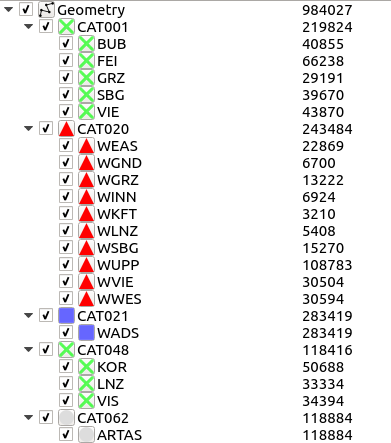 Geometry 984027
CAT001 219824
BUB 40855
FEI 66238
GRZ 29191
SBG 39670
VIE 43870
CAT020 243484
WEAS 22869
WGND 6700
WGRZ 13222
WINN 6924
WKFT 3210
WLNZ 5408
WSBG 15270
WUPP 108783
WVIE 30504
WWES 30594
CAT021 283419
WADS 283419
CAT048 118416
KOR 50688
LNZ 33334
VIS 34394
CAT062 118884
ARTAS 118884